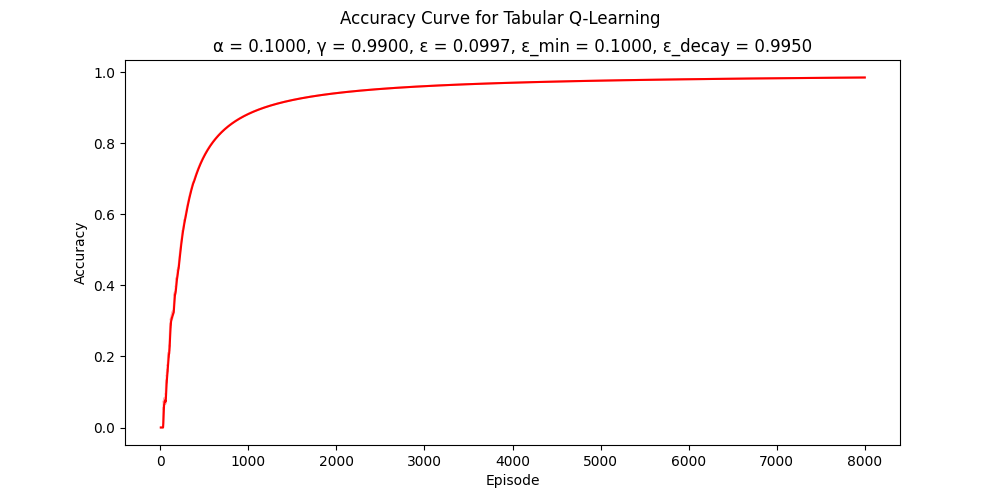 Accuracy Curve for Tabular Q-Learning
α = 0.1000, γ = 0.9900, ε = 0.0997, ε_min = 0.1000, ε_decay = 0.9950
1.0
0.8
0.6
0.4
0.2
0.0
Accuracy
0 1000 2000 3000 4000 5000 6000 7000 8000
Episode